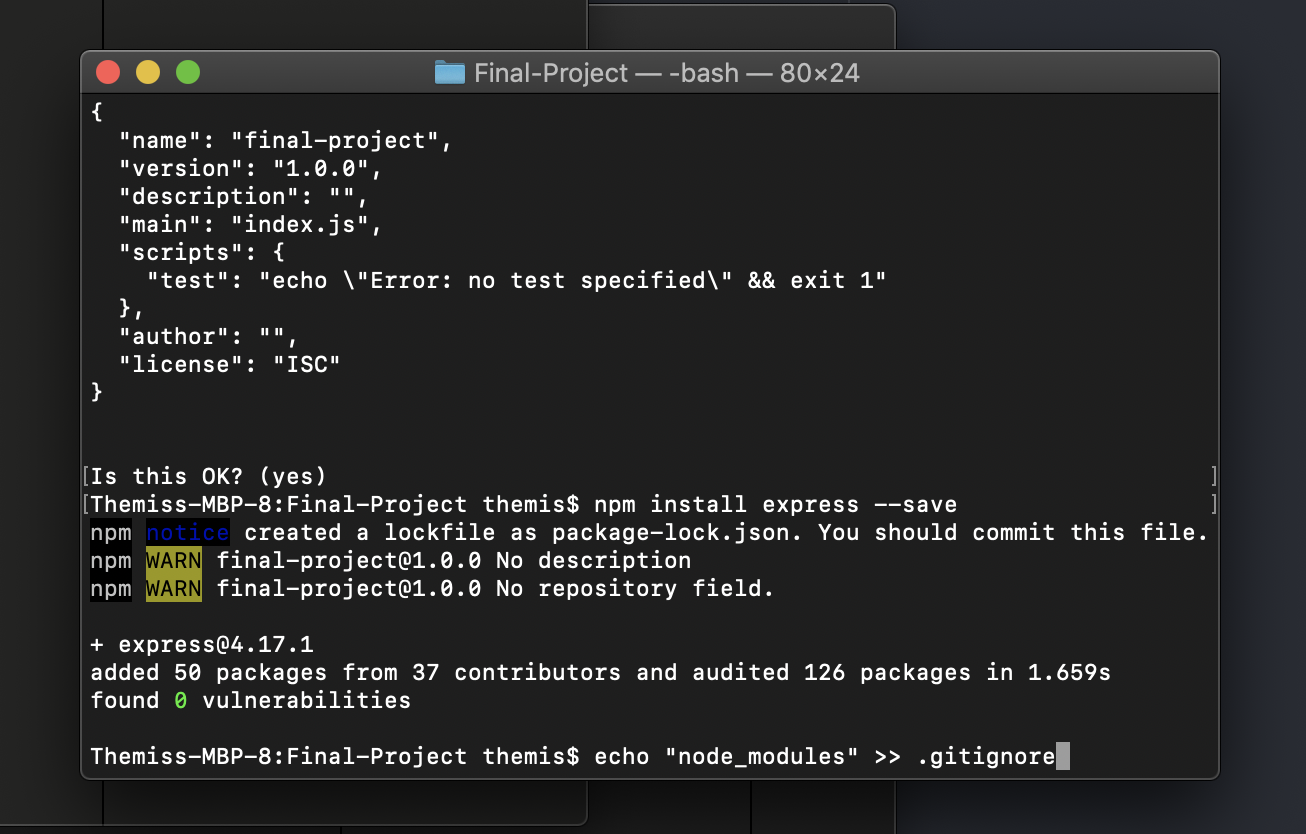 Final-Project — -bash — 80×24
{
  "name": "final-project",
  "version": "1.0.0",
  "description": "",
  "main": "index.js",
  "scripts": {
    "test": "echo \"Error: no test specified\" && exit 1"
  },
  "author": "",
  "license": "ISC"
}
[Is this OK? (yes) ]
[Themiss-MBP-8:Final-Project themis$ npm install express --save ]
npm notice created a lockfile as package-lock.json. You should commit this file.
npm WARN final-project@1.0.0 No description
npm WARN final-project@1.0.0 No repository field.
+ express@4.17.1
added 50 packages from 37 contributors and audited 126 packages in 1.659s
found 0 vulnerabilities
Themiss-MBP-8:Final-Project themis$ echo "node_modules" >> .gitignore